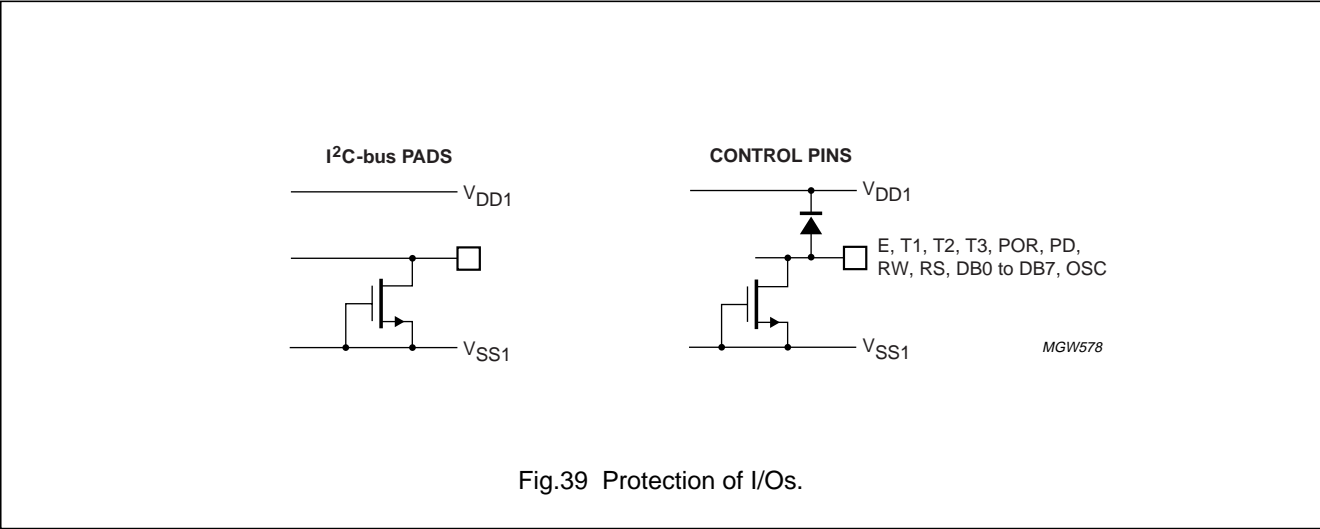 I2C-bus PADS
VDD1
VSS1
CONTROL PINS
VDD1
E, T1, T2, T3, POR, PD,
RW, RS, DB0 to DB7, OSC
VSS1
MGW578
Fig.39 Protection of I/Os.